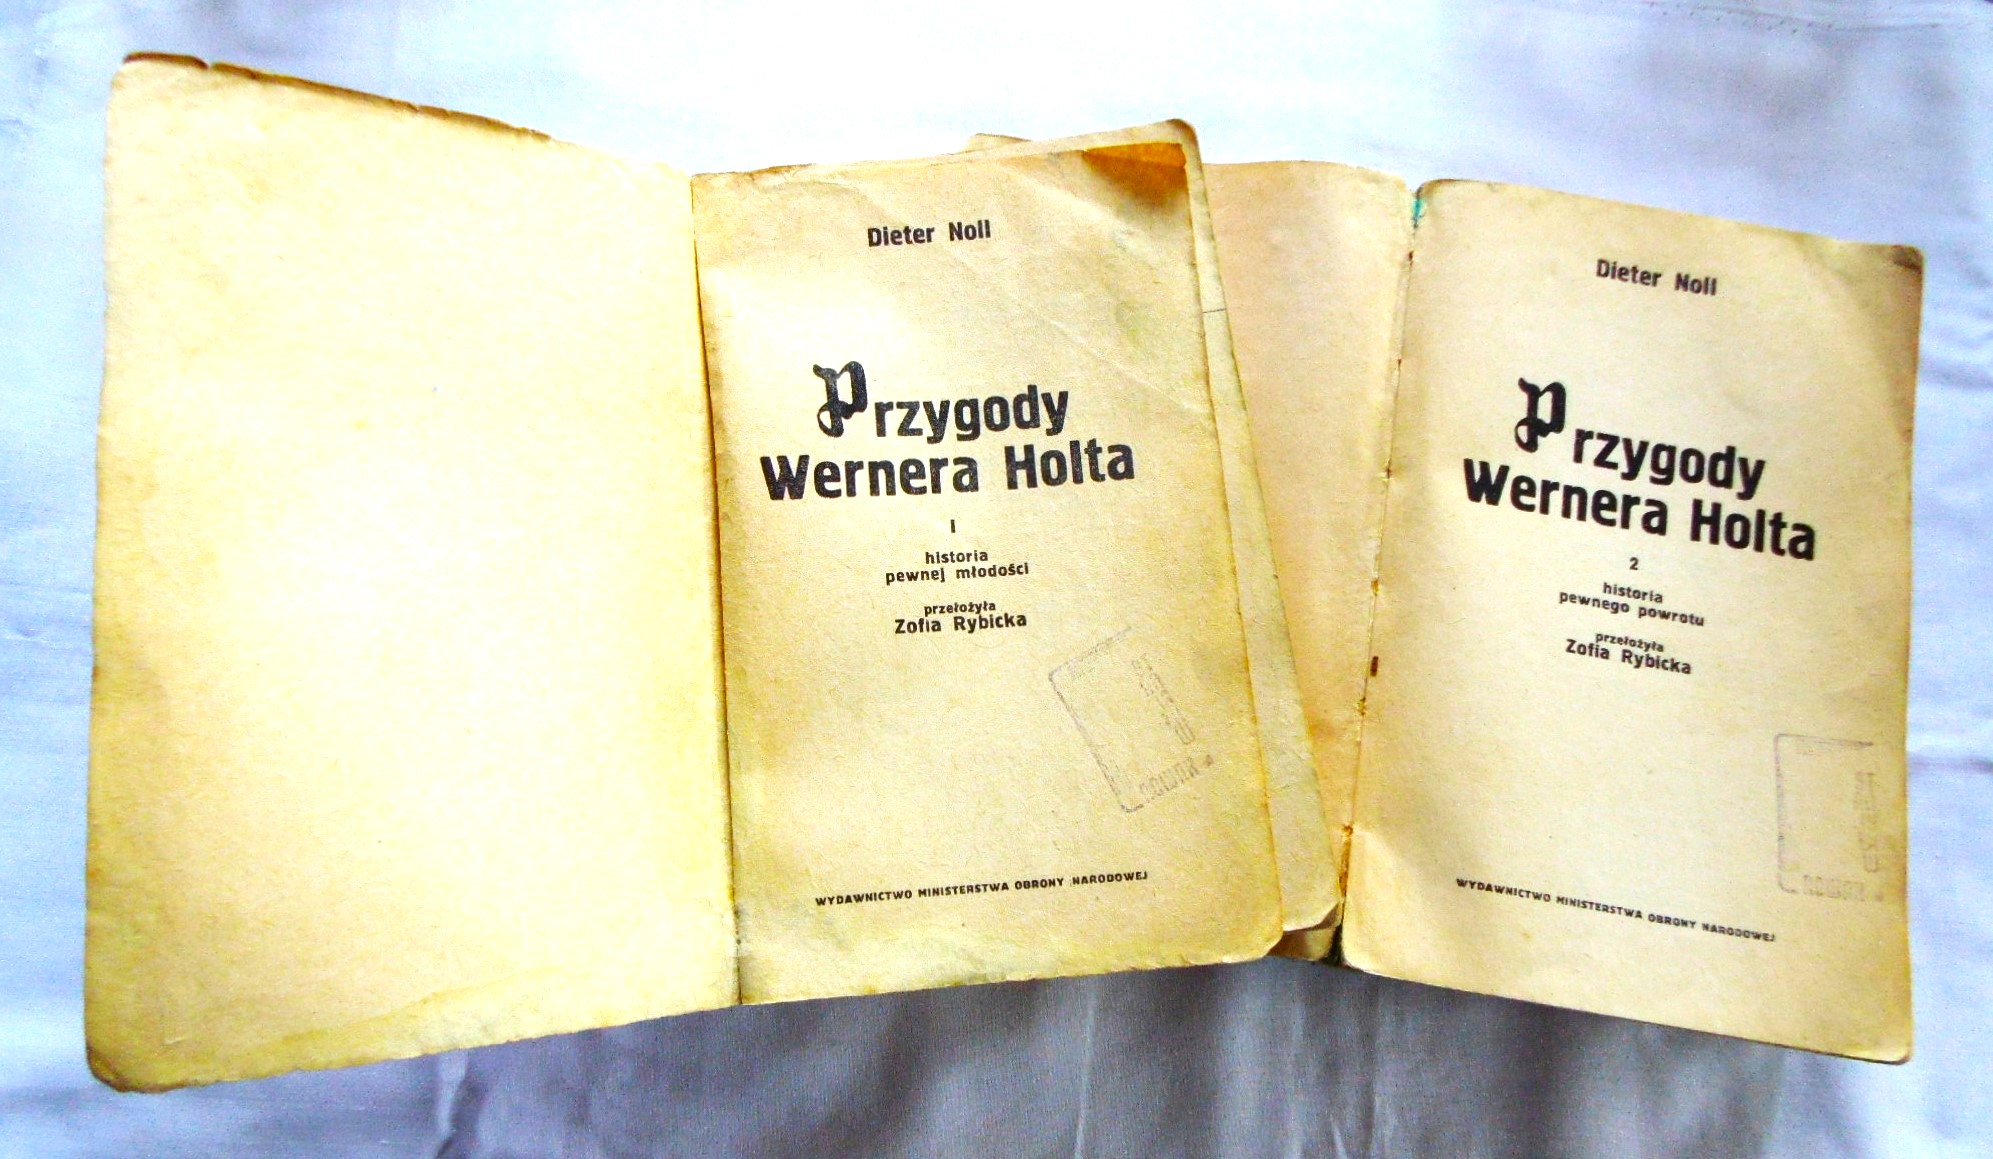 Dieter Noll
Przygody
Wernera Holta
1
historia
pewnej młodości
przełożyła
Zofia Rybicka
WYDAWNICTWO MINISTERSTWA OBRONY NARODOWEJ
Dieter Noll
Przygody
Wernera Holta
2
historia
pewnego powrotu
przełożyła
Zofia Rybicka
WYDAWNICTWO MINISTERSTWA OBRONY NARODOWEJ